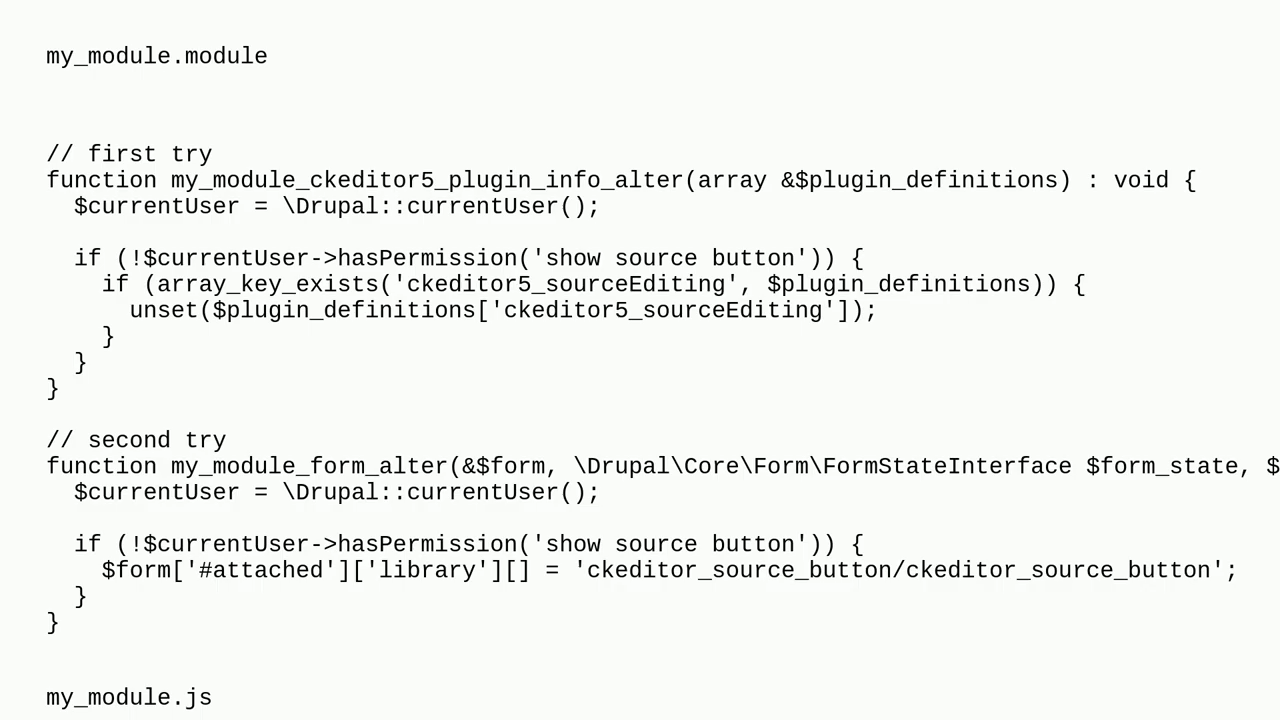 my_module.module
// first try
function my_module_ckeditor5_plugin_info_alter(array &$plugin_definitions) : void {
  $currentUser = \Drupal::currentUser();
  if (!$currentUser->hasPermission('show source button')) {
    if (array_key_exists('ckeditor5_sourceEditing', $plugin_definitions)) {
      unset($plugin_definitions['ckeditor5_sourceEditing']);
    }
  }
}
// second try
function my_module_form_alter(&$form, \Drupal\Core\Form\FormStateInterface $form_state, $
  $currentUser = \Drupal::currentUser();
  if (!$currentUser->hasPermission('show source button')) {
    $form['#attached']['library'][] = 'ckeditor_source_button/ckeditor_source_button';
  }
}
my_module.js